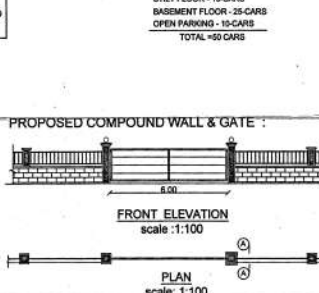 BASEMENT FLOOR - 25-CARS
OPEN PARKING - 10-CARS
TOTAL =50 CARS
PROPOSED COMPOUND WALL & GATE :
6.00
FRONT ELEVATION
scale :1:100
A
PLAN
A
scale: 1:100